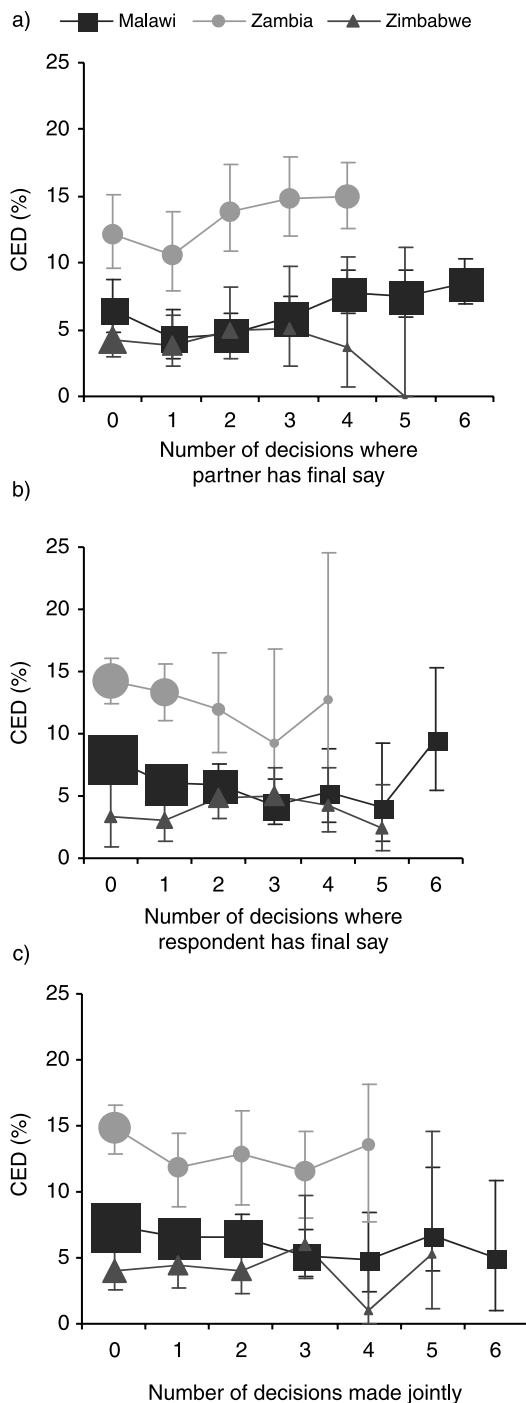 a) Malawi Zambia Zimbabwe
25
20
15
10
5
0
CED (%)
0 1 2 3 4 5 6
Number of decisions where
partner has final say
b)
25
20
15
10
5
0
CED (%)
0 1 2 3 4 5 6
Number of decisions where
respondent has final say
c)
25
20
15
10
5
0
CED (%)
0 1 2 3 4 5 6
Number of decisions made jointly